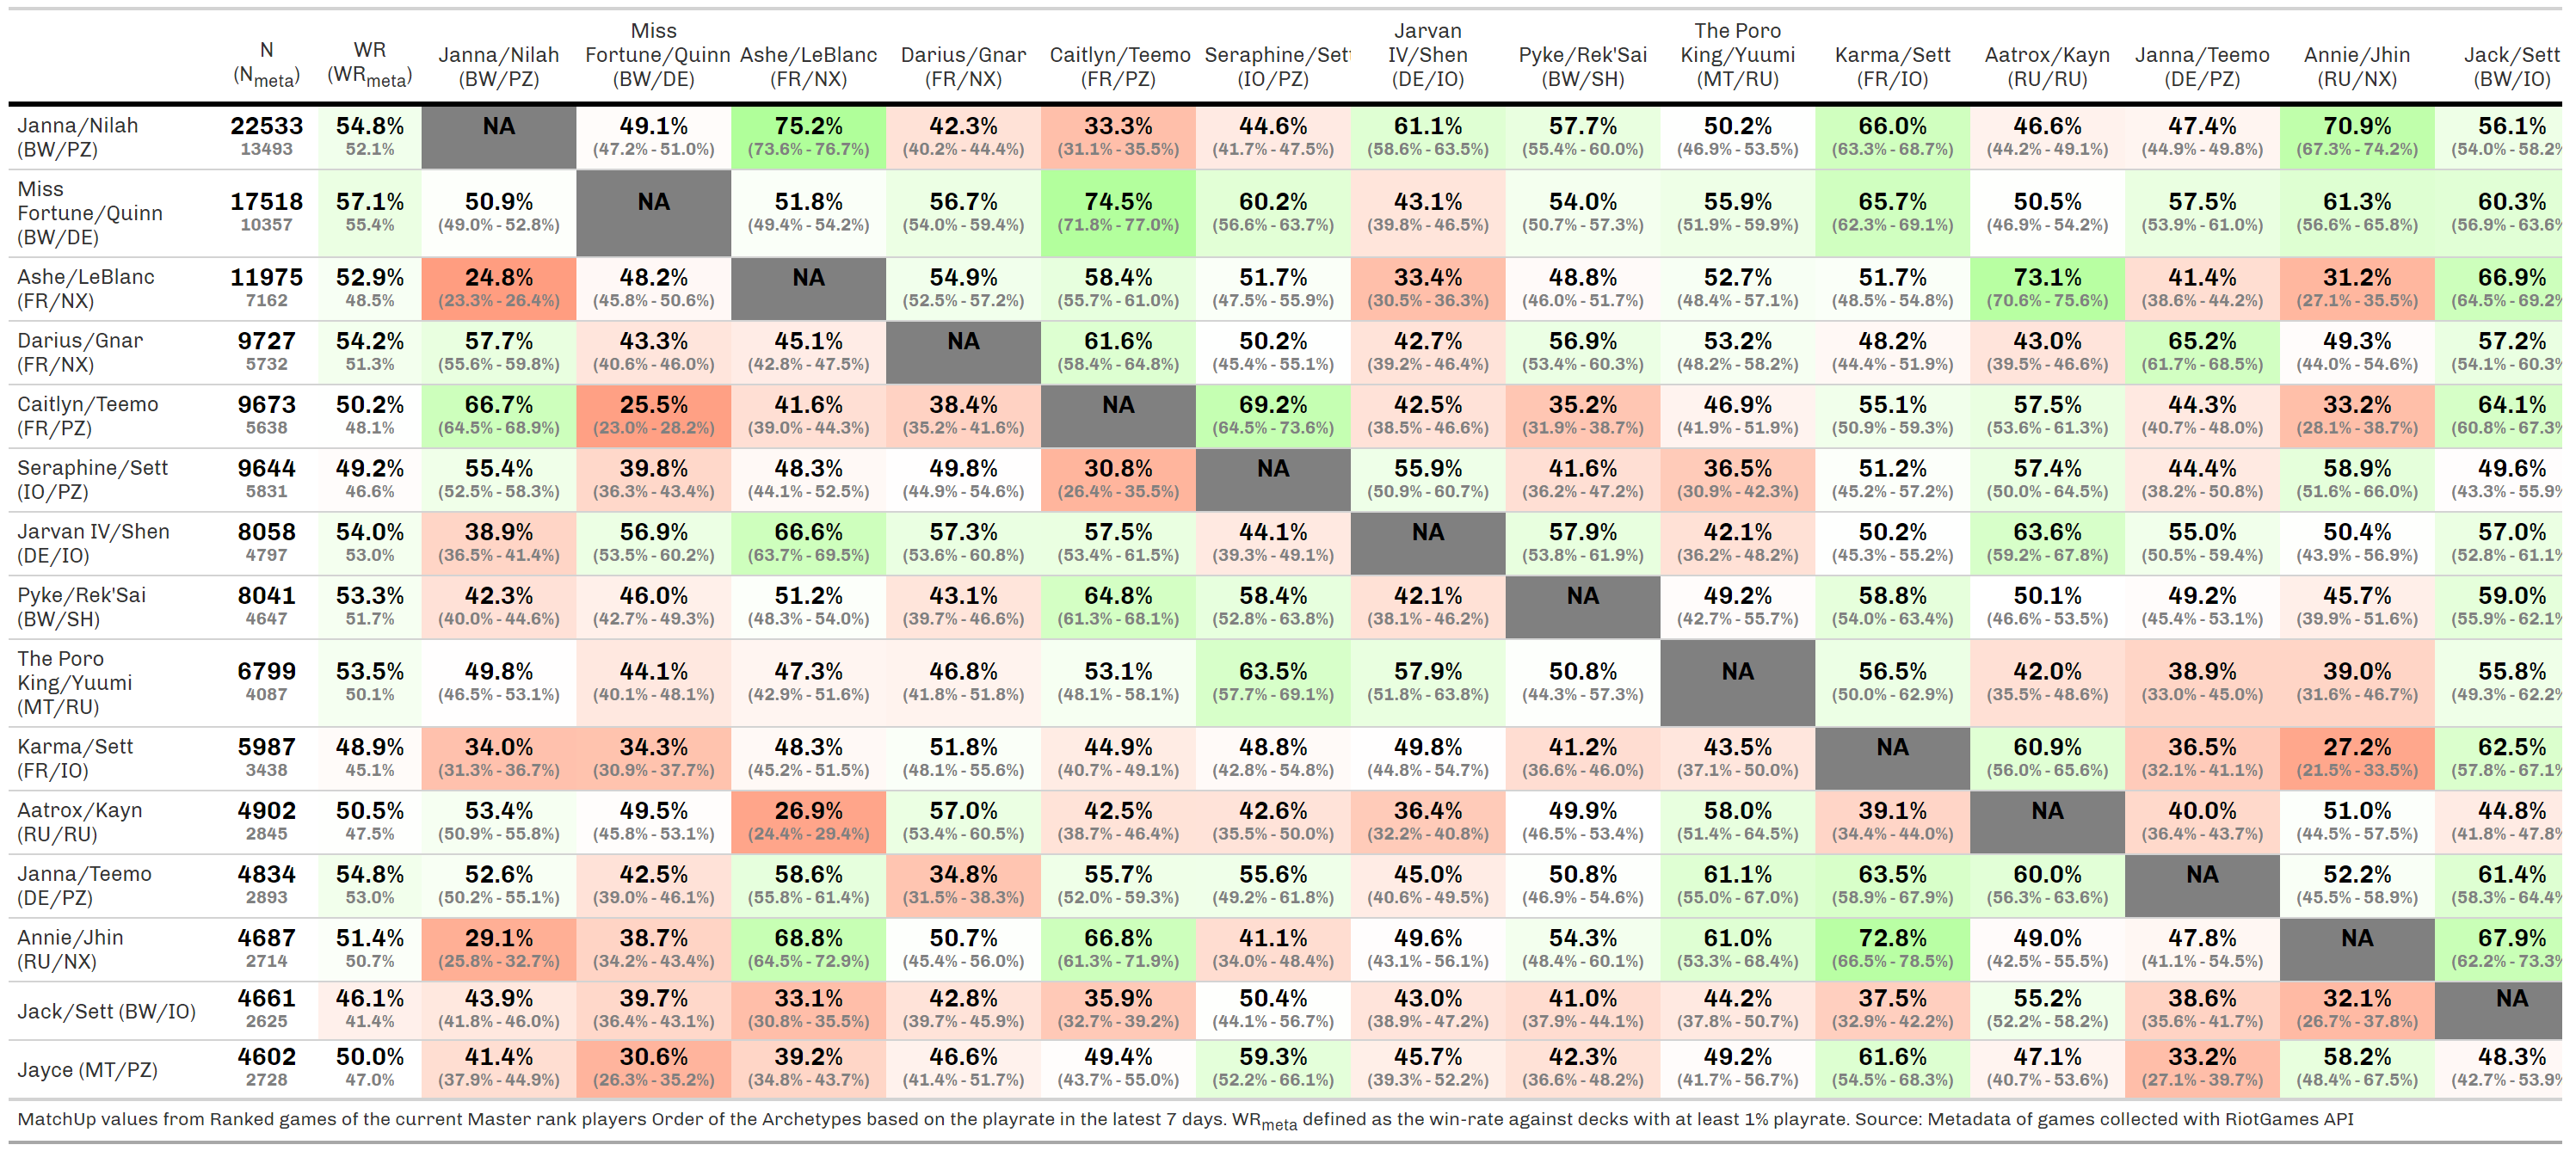 Miss Jarvan The Poro
N WR Janna/Nilah Fortune/Quinn Ashe/LeBlanc Darius/Gnar Caitlyn/Teemo Seraphine/Sett IV/Shen Pyke/Rek'Sai King/Yuumi Karma/Sett Aatrox/Kayn Janna/Teemo Annie/Jhin Jack/Sett
(Nmeta) (WRmeta) (BW/PZ) (BW/DE) (FR/NX) (FR/NX) (FR/PZ) (IO/PZ) (DE/IO) (BW/SH) (MT/RU) (FR/IO) (RU/RU) (DE/PZ) (RU/NX) (BW/IO)
Janna/Nilah 22533 54.8% NA 49.1% 75.2% 42.3% 33.3% 44.6% 61.1% 57.7% 50.2% 66.0% 46.6% 47.4% 70.9% 56.1%
(BW/PZ) 13493 52.1% (47.2% - 51.0%) (73.6% - 76.7%) (40.2% - 44.4%) (31.1% - 35.5%) (41.7% - 47.5%) (58.6% - 63.5%) (55.4% - 60.0%) (46.9% - 53.5%) (63.3% - 68.7%) (44.2% - 49.1%) (44.9% - 49.8%) (67.3% - 74.2%) (54.0% - 58.2%
Miss
Fortune/Quinn 17518 57.1% 50.9% NA 51.8% 56.7% 74.5% 60.2% 43.1% 54.0% 55.9% 65.7% 50.5% 57.5% 61.3% 60.3%
(BW/DE) 10357 55.4% (49.0% - 52.8%) (49.4% - 54.2%) (54.0% - 59.4%) (71.8% - 77.0%) (56.6% - 63.7%) (39.8% - 46.5%) (50.7% - 57.3%) (51.9% - 59.9%) (62.3% - 69.1%) (46.9% - 54.2%) (53.9% - 61.0%) (56.6% - 65.8%) (56.9% - 63.6%
Ashe/LeBlanc 11975 52.9% 24.8% 48.2% NA 54.9% 58.4% 51.7% 33.4% 48.8% 52.7% 51.7% 73.1% 41.4% 31.2% 66.9%
(FR/NX) 7162 48.5% (23.3% - 26.4%) (45.8% - 50.6%) (52.5% - 57.2%) (55.7% - 61.0%) (47.5% - 55.9%) (30.5% - 36.3%) (46.0% - 51.7%) (48.4% - 57.1%) (48.5% - 54.8%) (70.6% - 75.6%) (38.6% - 44.2%) (27.1% - 35.5%) (64.5% - 69.2%
Darius/Gnar 9727 54.2% 57.7% 43.3% 45.1% NA 61.6% 50.2% 42.7% 56.9% 53.2% 48.2% 43.0% 65.2% 49.3% 57.2%
(FR/NX) 5732 51.3% (55.6% - 59.8%) (40.6% - 46.0%) (42.8% - 47.5%) (58.4% - 64.8%) (45.4% - 55.1%) (39.2% - 46.4%) (53.4% - 60.3%) (48.2% - 58.2%) (44.4% - 51.9%) (39.5% - 46.6%) (61.7% - 68.5%) (44.0% - 54.6%) (54.1% - 60.3%
Caitlyn/Teemo 9673 50.2% 66.7% 25.5% 41.6% 38.4% NA 69.2% 42.5% 35.2% 46.9% 55.1% 57.5% 44.3% 33.2% 64.1%
(FR/PZ) 5638 48.1% (64.5% - 68.9%) (23.0% - 28.2%) (39.0% - 44.3%) (35.2% - 41.6%) (64.5% - 73.6%) (38.5% - 46.6%) (31.9% - 38.7%) (41.9% - 51.9%) (50.9% - 59.3%) (53.6% - 61.3%) (40.7% - 48.0%) (28.1% - 38.7%) (60.8% - 67.3%
Seraphine/Sett 9644 49.2% 55.4% 39.8% 48.3% 49.8% 30.8% NA 55.9% 41.6% 36.5% 51.2% 57.4% 44.4% 58.9% 49.6%
(IO/PZ) 5831 46.6% (52.5% - 58.3%) (36.3% - 43.4%) (44.1% - 52.5%) (44.9% - 54.6%) (26.4% - 35.5%) (50.9% - 60.7%) (36.2% - 47.2%) (30.9% - 42.3%) (45.2% - 57.2%) (50.0% - 64.5%) (38.2% - 50.8%) (51.6% - 66.0%) (43.3% - 55.9%
Jarvan IV/Shen 8058 54.0% 38.9% 56.9% 66.6% 57.3% 57.5% 44.1% NA 57.9% 42.1% 50.2% 63.6% 55.0% 50.4% 57.0%
(DE/IO) 4797 53.0% (36.5% - 41.4%) (53.5% - 60.2%) (63.7% - 69.5%) (53.6% - 60.8%) (53.4% - 61.5%) (39.3% - 49.1%) (53.8% - 61.9%) (36.2% - 48.2%) (45.3% - 55.2%) (59.2% - 67.8%) (50.5% - 59.4%) (43.9% - 56.9%) (52.8% - 61.1%
Pyke/Rek'Sai 8041 53.3% 42.3% 46.0% 51.2% 43.1% 64.8% 58.4% 42.1% NA 49.2% 58.8% 50.1% 49.2% 45.7% 59.0%
(BW/SH) 4647 51.7% (40.0% - 44.6%) (42.7% - 49.3%) (48.3% - 54.0%) (39.7% - 46.6%) (61.3% - 68.1%) (52.8% - 63.8%) (38.1% - 46.2%) (42.7% - 55.7%) (54.0% - 63.4%) (46.6% - 53.5%) (45.4% - 53.1%) (39.9% - 51.6%) (55.9% - 62.1%
The Poro
King/Yuumi 6799 53.5% 49.8% 44.1% 47.3% 46.8% 53.1% 63.5% 57.9% 50.8% NA 56.5% 42.0% 38.9% 39.0% 55.8%
(MT/RU) 4087 50.1% (46.5% - 53.1%) (40.1% - 48.1%) (42.9% - 51.6%) (41.8% - 51.8%) (48.1% - 58.1%) (57.7% - 69.1%) (51.8% - 63.8%) (44.3% - 57.3%) (50.0% - 62.9%) (35.5% - 48.6%) (33.0% - 45.0%) (31.6% - 46.7%) (49.3% - 62.2%
Karma/Sett 5987 48.9% 34.0% 34.3% 48.3% 51.8% 44.9% 48.8% 49.8% 41.2% 43.5% NA 60.9% 36.5% 27.2% 62.5%
(FR/IO) 3438 45.1% (31.3% - 36.7%) (30.9% - 37.7%) (45.2% - 51.5%) (48.1% - 55.6%) (40.7% - 49.1%) (42.8% - 54.8%) (44.8% - 54.7%) (36.6% - 46.0%) (37.1% - 50.0%) (56.0% - 65.6%) (32.1% - 41.1%) (21.5% - 33.5%) (57.8% - 67.1%
Aatrox/Kayn 4902 50.5% 53.4% 49.5% 26.9% 57.0% 42.5% 42.6% 36.4% 49.9% 58.0% 39.1% NA 40.0% 51.0% 44.8%
(RU/RU) 2845 47.5% (50.9% - 55.8%) (45.8% - 53.1%) (24.4% - 29.4%) (53.4% - 60.5%) (38.7% - 46.4%) (35.5% - 50.0%) (32.2% - 40.8%) (46.5% - 53.4%) (51.4% - 64.5%) (34.4% - 44.0%) (36.4% - 43.7%) (44.5% - 57.5%) (41.8% - 47.8%
Janna/Teemo 4834 54.8% 52.6% 42.5% 58.6% 34.8% 55.7% 55.6% 45.0% 50.8% 61.1% 63.5% 60.0% NA 52.2% 61.4%
(DE/PZ) 2893 53.0% (50.2% - 55.1%) (39.0% - 46.1%) (55.8% - 61.4%) (31.5% - 38.3%) (52.0% - 59.3%) (49.2% - 61.8%) (40.6% - 49.5%) (46.9% - 54.6%) (55.0% - 67.0%) (58.9% - 67.9%) (56.3% - 63.6%) (45.5% - 58.9%) (58.3% - 64.4%
Annie/Jhin 4687 51.4% 29.1% 38.7% 68.8% 50.7% 66.8% 41.1% 49.6% 54.3% 61.0% 72.8% 49.0% 47.8% NA 67.9%
(RU/NX) 2714 50.7% (25.8% - 32.7%) (34.2% - 43.4%) (64.5% - 72.9%) (45.4% - 56.0%) (61.3% - 71.9%) (34.0% - 48.4%) (43.1% - 56.1%) (48.4% - 60.1%) (53.3% - 68.4%) (66.5% - 78.5%) (42.5% - 55.5%) (41.1% - 54.5%) (62.2% - 73.3%
Jack/Sett (BW/IO) 4661 46.1% 43.9% 39.7% 33.1% 42.8% 35.9% 50.4% 43.0% 41.0% 44.2% 37.5% 55.2% 38.6% 32.1% NA
2625 41.4% (41.8% - 46.0%) (36.4% - 43.1%) (30.8% - 35.5%) (39.7% - 45.9%) (32.7% - 39.2%) (44.1% - 56.7%) (38.9% - 47.2%) (37.9% - 44.1%) (37.8% - 50.7%) (32.9% - 42.2%) (52.2% - 58.2%) (35.6% - 41.7%) (26.7% - 37.8%)
Jayce (MT/PZ) 4602 50.0% 41.4% 30.6% 39.2% 46.6% 49.4% 59.3% 45.7% 42.3% 49.2% 61.6% 47.1% 33.2% 58.2% 48.3%
2728 47.0% (37.9% - 44.9%) (26.3% - 35.2%) (34.8% - 43.7%) (41.4% - 51.7%) (43.7% - 55.0%) (52.2% - 66.1%) (39.3% - 52.2%) (36.6% - 48.2%) (41.7% - 56.7%) (54.5% - 68.3%) (40.7% - 53.6%) (27.1% - 39.7%) (48.4% - 67.5%) (42.7% - 53.9%
MatchUp values from Ranked games of the current Master rank players Order of the Archetypes based on the playrate in the latest 7 days. WRmeta defined as the win-rate against decks with at least 1% playrate. Source: Metadata of games collected with RiotGames API